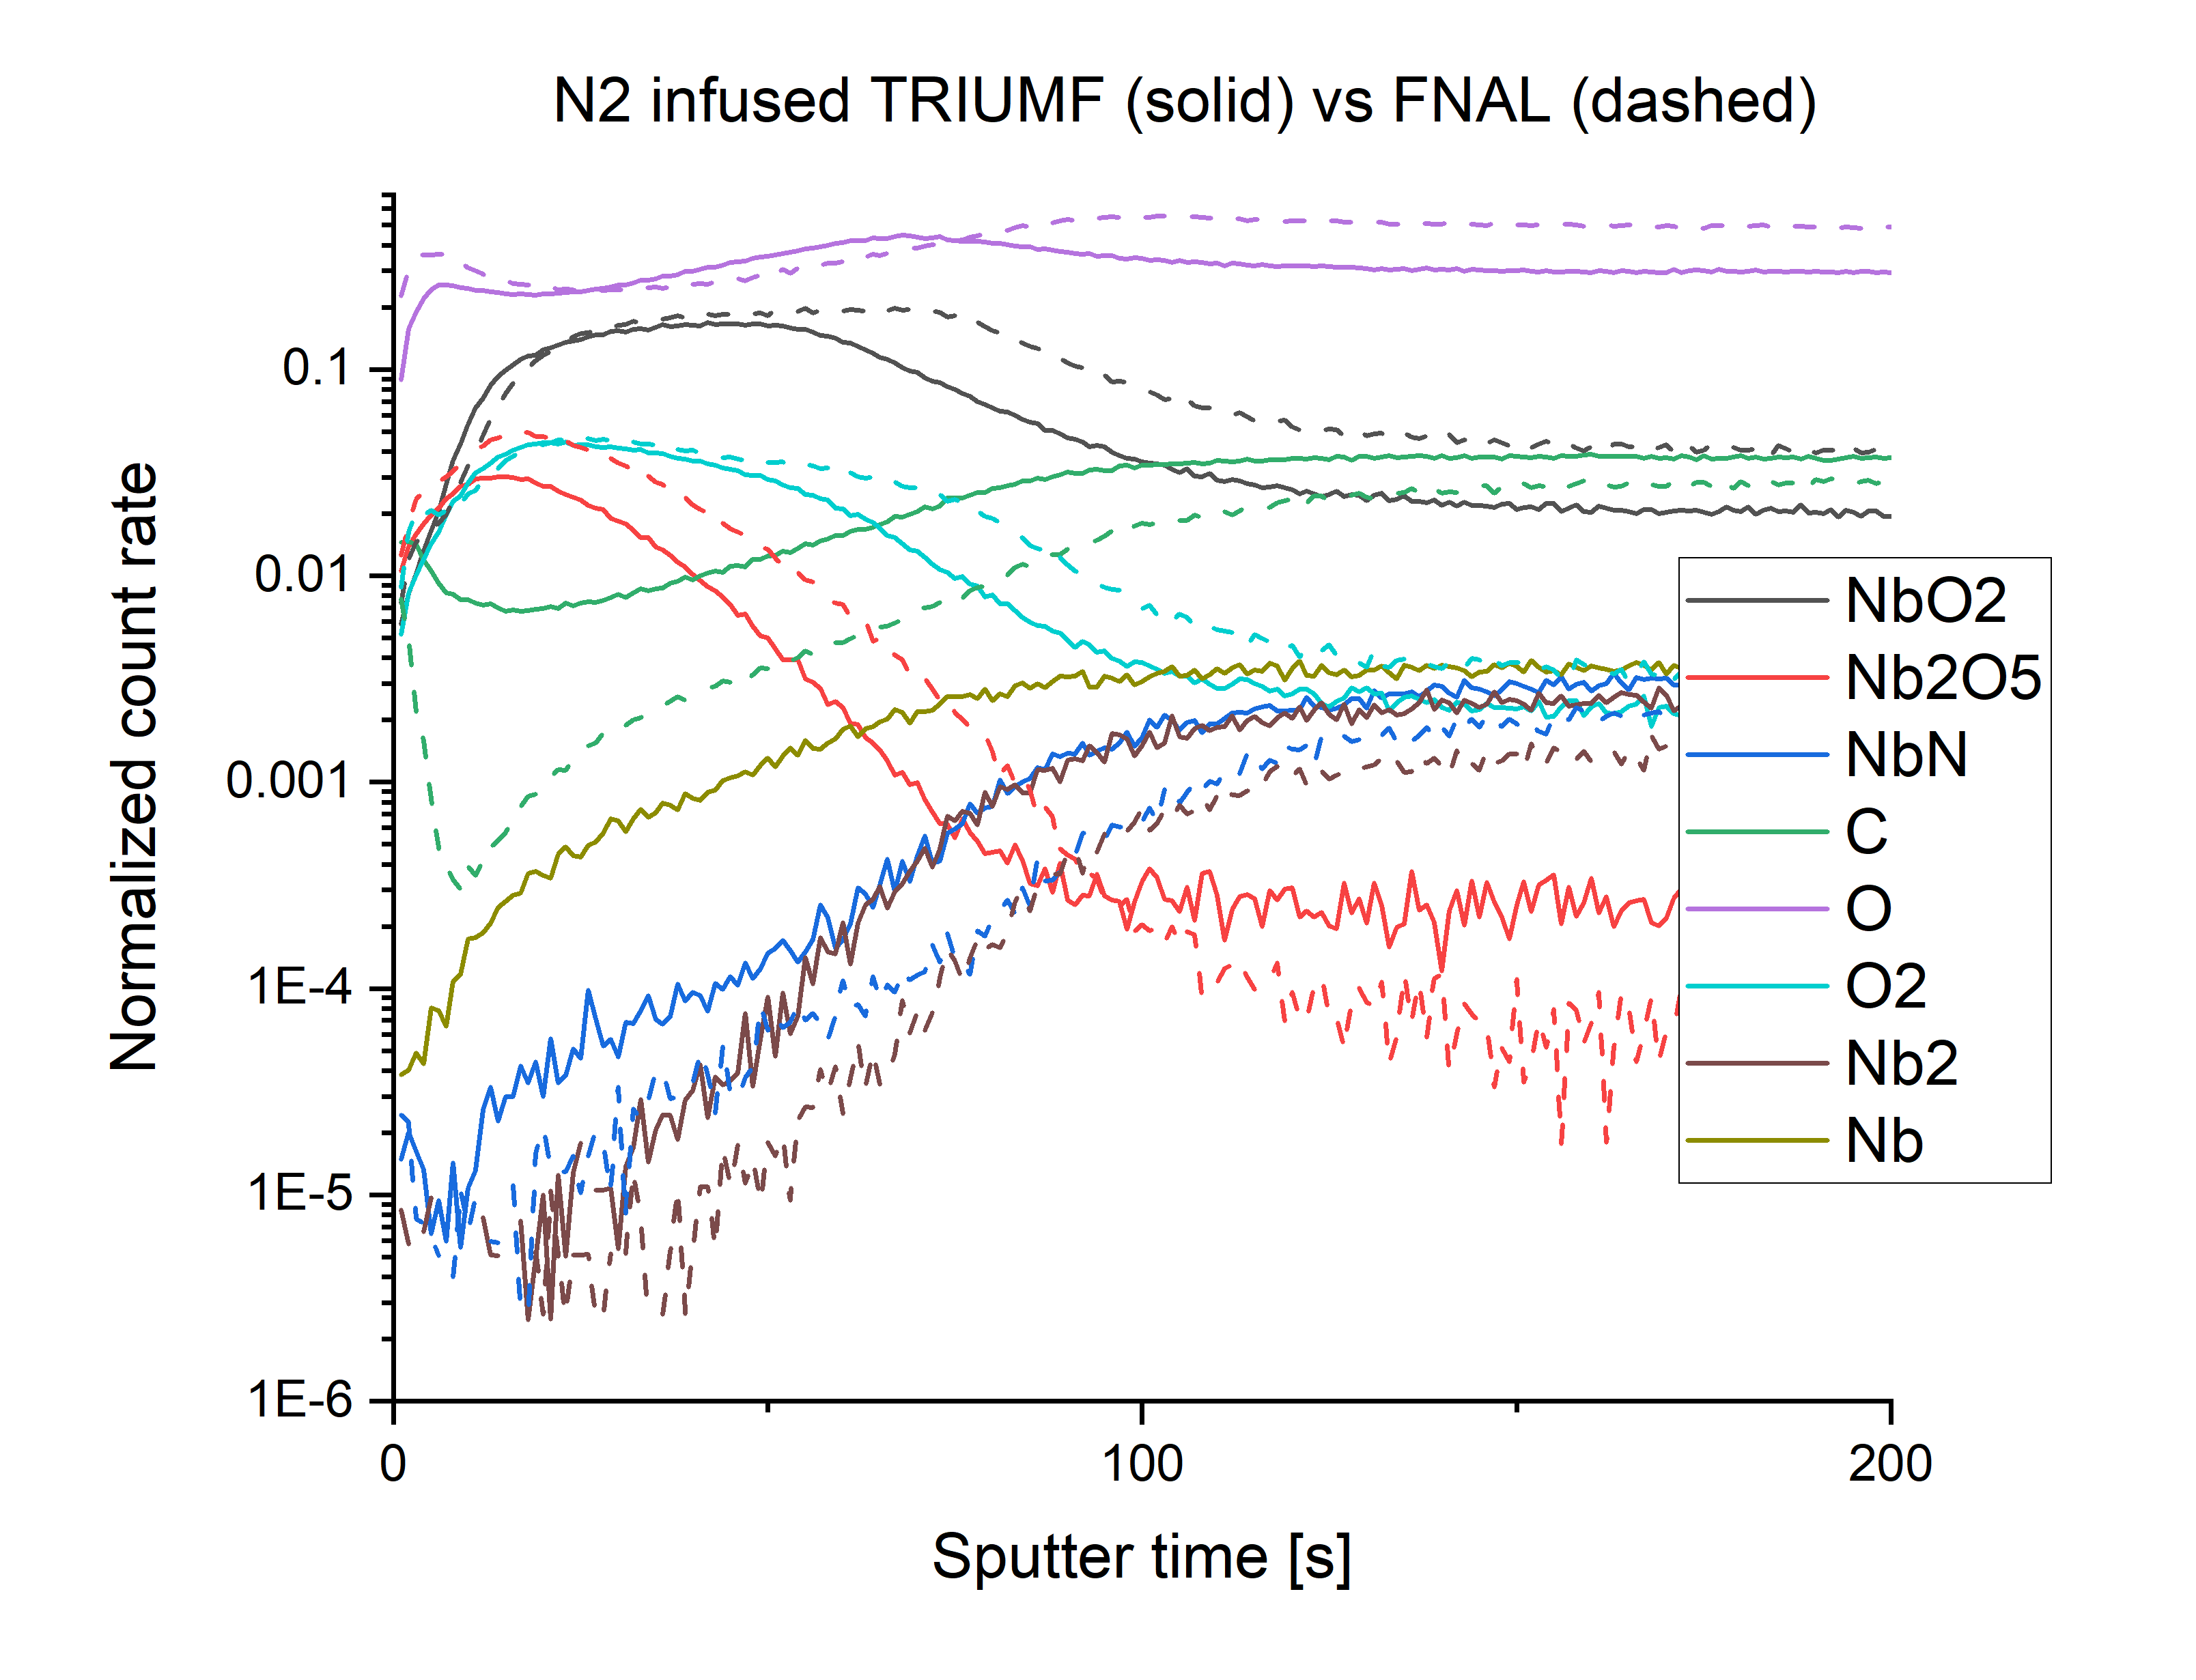 N2 infused TRIUMF (solid) vs FNAL (dashed)
Normalized count rate
0.1
0.01
0.001
1E-4
1E-5
1E-6
0
100
200
Sputter time [s]
NbO2
Nb2O5
NbN
C
O
O2
Nb2
Nb